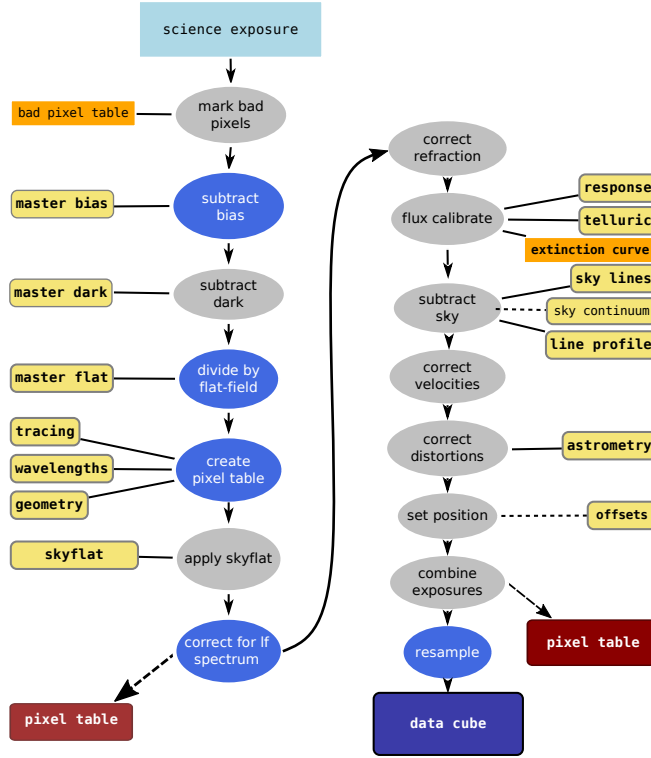 science exposure
bad pixel table
mark bad
pixels
master bias
subtract
bias
master dark
subtract
dark
master flat
divide by
flat-field
tracing
wavelengths
geometry
create
pixel table
skyflat
apply skyflat
correct for lf
spectrum
pixel table
correct
refraction
flux calibrate
response
telluric
extinction curve
subtract
sky
sky lines
sky continuum
line profile
correct
velocities
correct
distortions
astrometry
set position
offsets
combine
exposures
pixel table
resample
data cube